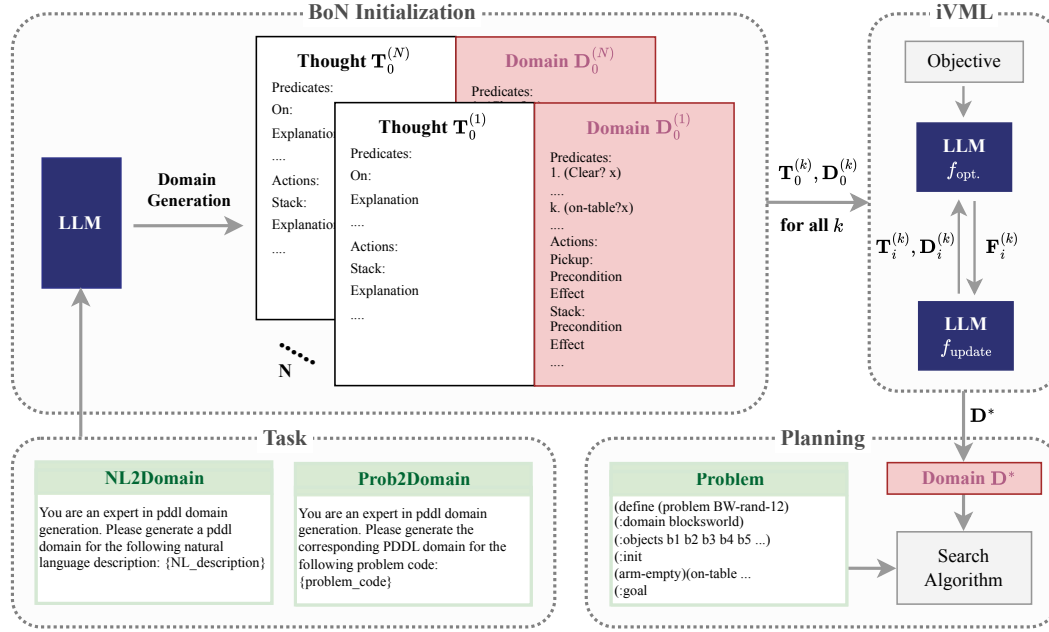 BoN Initialization
LLM
Domain
Generation
Thought T_0^{(N)}
Predicates:
On:
Explanation
....
Actions:
Stack:
Explanation
....
Domain D_0^{(N)}
Predicates:
Thought T_0^{(1)}
Predicates:
On:
Explanation
....
Actions:
Stack:
Explanation
....
Domain D_0^{(1)}
Predicates:
1. (Clear? x)
....
k. (on-table?x)
....
Actions:
Pickup:
Precondition
Effect
Stack:
Precondition
Effect
....
N
T_0^{(k)}, D_0^{(k)}
for all k
iVML
Objective
LLM
f_opt.
T_i^{(k)}, D_i^{(k)}
F_i^{(k)}
LLM
f_update
D*
Task
NL2Domain
You are an expert in pddl domain
generation. Please generate a pddl
domain for the following natural
language description: {NL_description}
Prob2Domain
You are an expert in pddl domain
generation. Please generate the
corresponding PDDL domain for the
following problem code:
{problem_code}
Planning
Problem
(define (problem BW-rand-12)
(:domain blocksworld)
(:objects b1 b2 b3 b4 b5 ...)
(:init
(arm-empty)(on-table ...
(:goal
Domain D*
Search
Algorithm